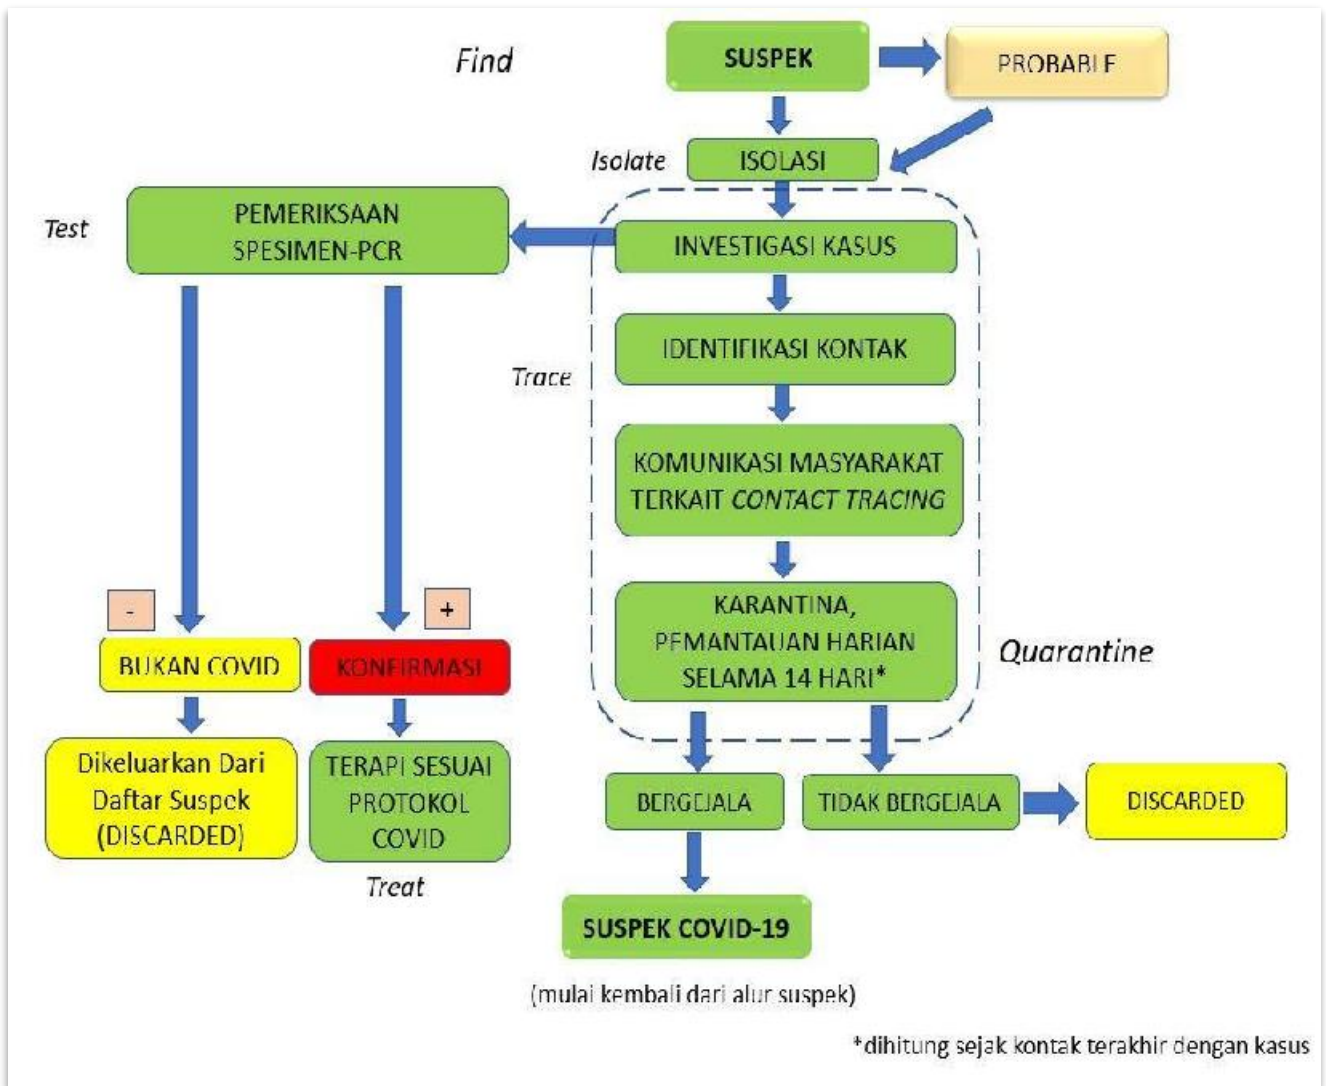 Find
SUSPEK
PROBABLE
Isolate
ISOLASI
Test
PEMERIKSAAN
SPESIMEN-PCR
INVESTIGASI KASUS
IDENTIFIKASI KONTAK
Trace
KOMUNIKASI MASYARAKAT
TERKAIT CONTACT TRACING
-
+
BUKAN COVID
KONFIRMASI
KARANTINA,
PEMANTAUAN HARIAN
SELAMA 14 HARI*
Quarantine
Dikeluarkan Dari
Daftar Suspek
(DISCARDED)
TERAPI SESUAI
PROTOKOL
COVID
Treat
BERGEJALA
TIDAK BERGEJALA
DISCARDED
SUSPEK COVID-19
(mulai kembali dari alur suspek)
*dihitung sejak kontak terakhir dengan kasus